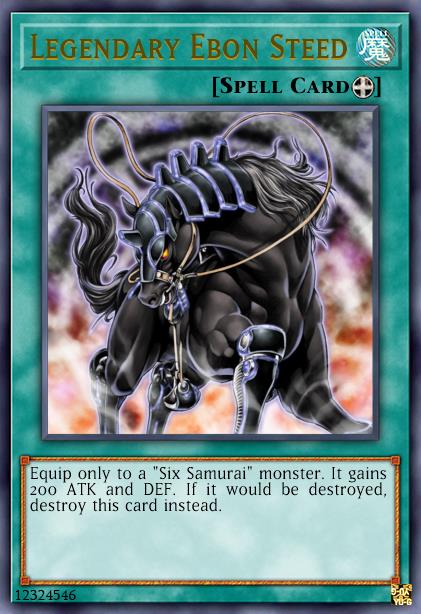 LEGENDARY EBON STEED
SPELL
魔
[SPELL CARD]
Equip only to a "Six Samurai" monster. It gains
200 ATK and DEF. If it would be destroyed,
destroy this card instead.
12324546